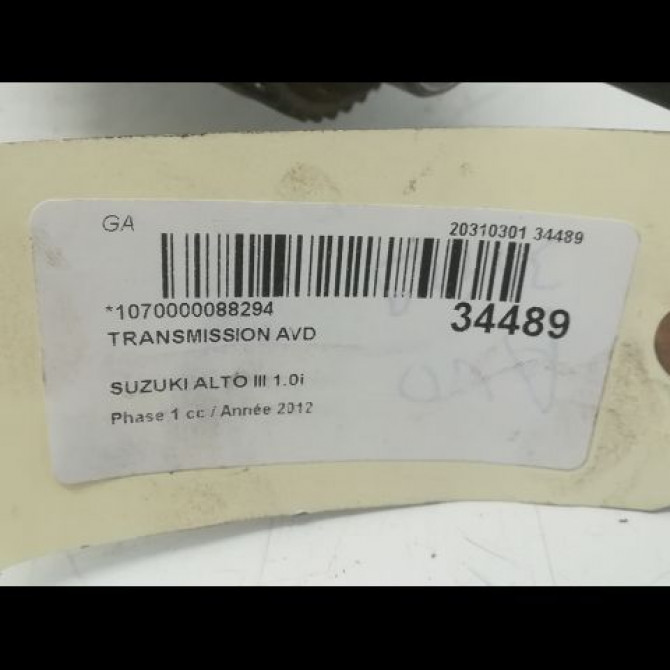 GA
20310301 34489
*1070000088294
34489
TRANSMISSION AVD
SUZUKI ALTO III 1.0i
Phase 1 cc / Année 2012